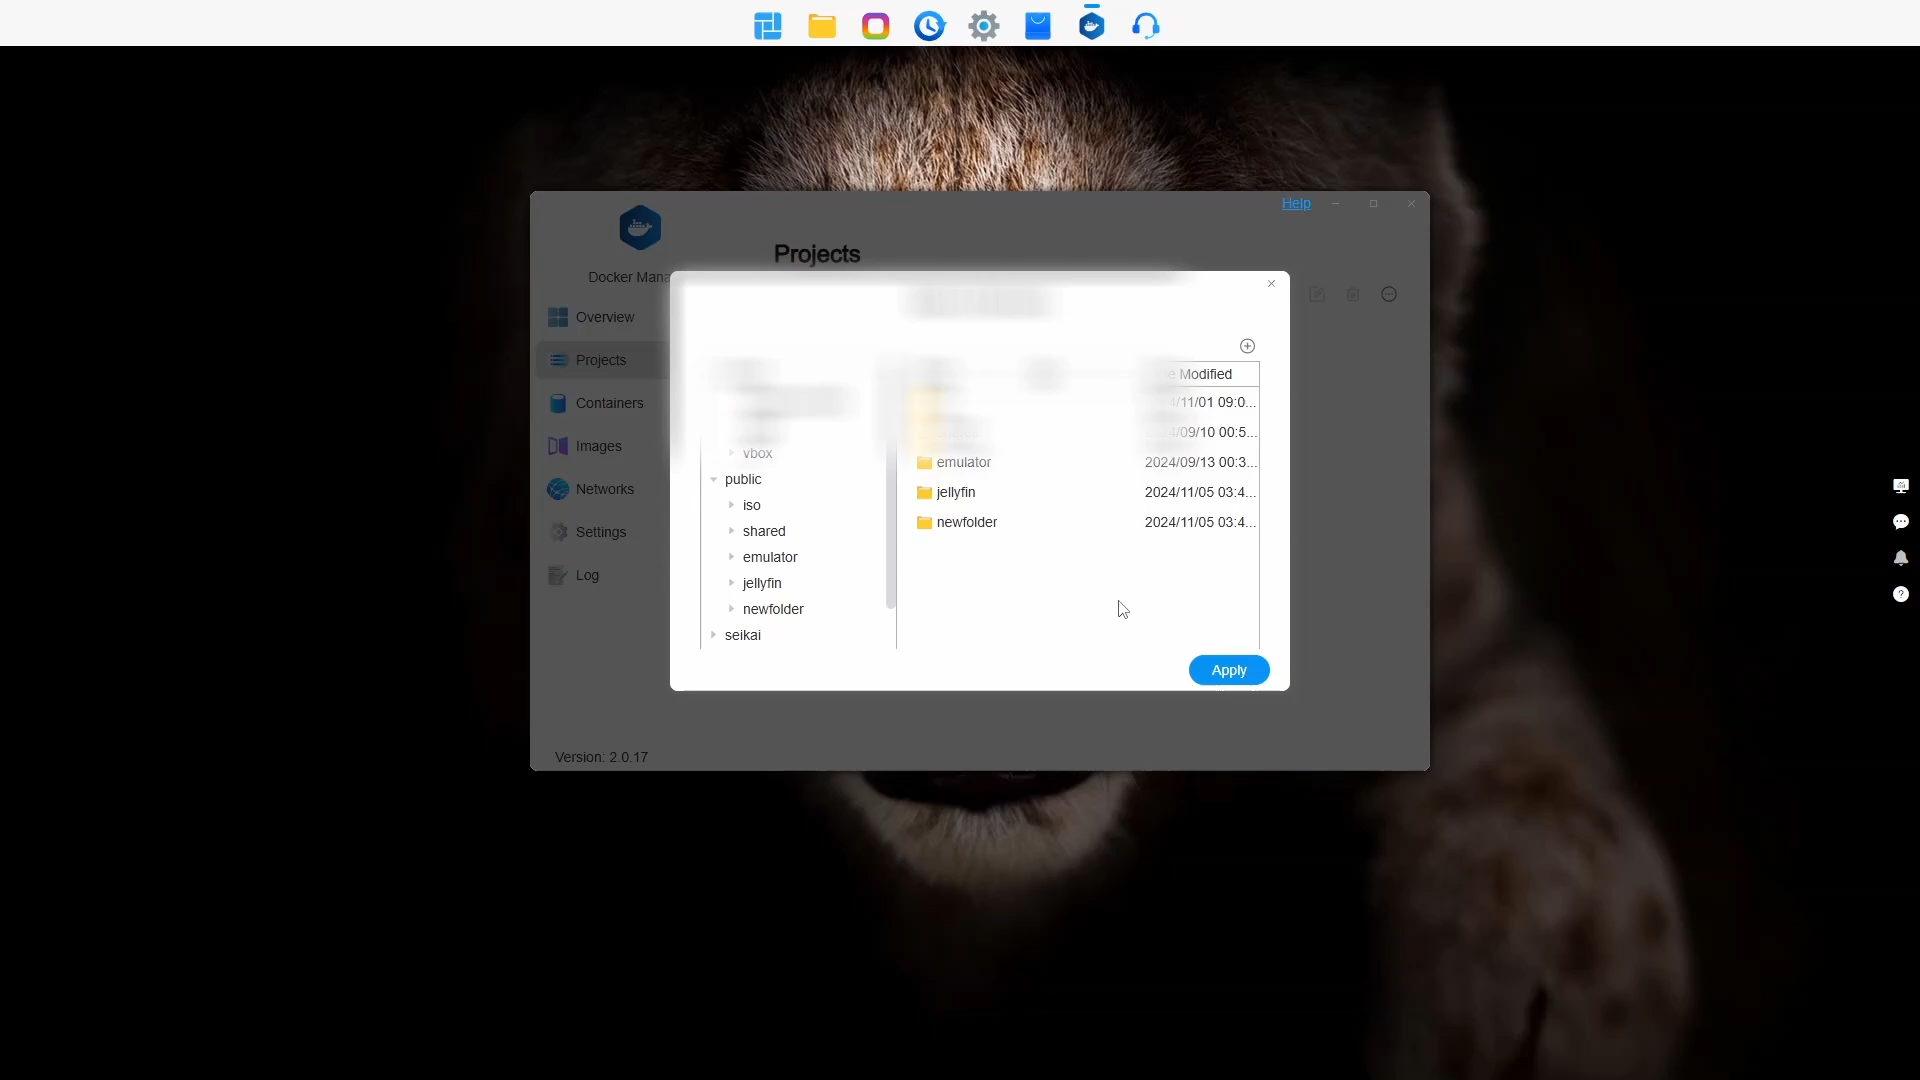 Help
Projects
Docker Mana
Overview
Projects
Containers
Images
Networks
Settings
Log
Version: 2.0.17
Modified
/11/01 09:0...
/09/10 00:5...
vbox
public
iso
shared
emulator
jellyfin
newfolder
seikai
emulator 2024/09/13 00:3...
jellyfin 2024/11/05 03:4...
newfolder 2024/11/05 03:4...
Apply